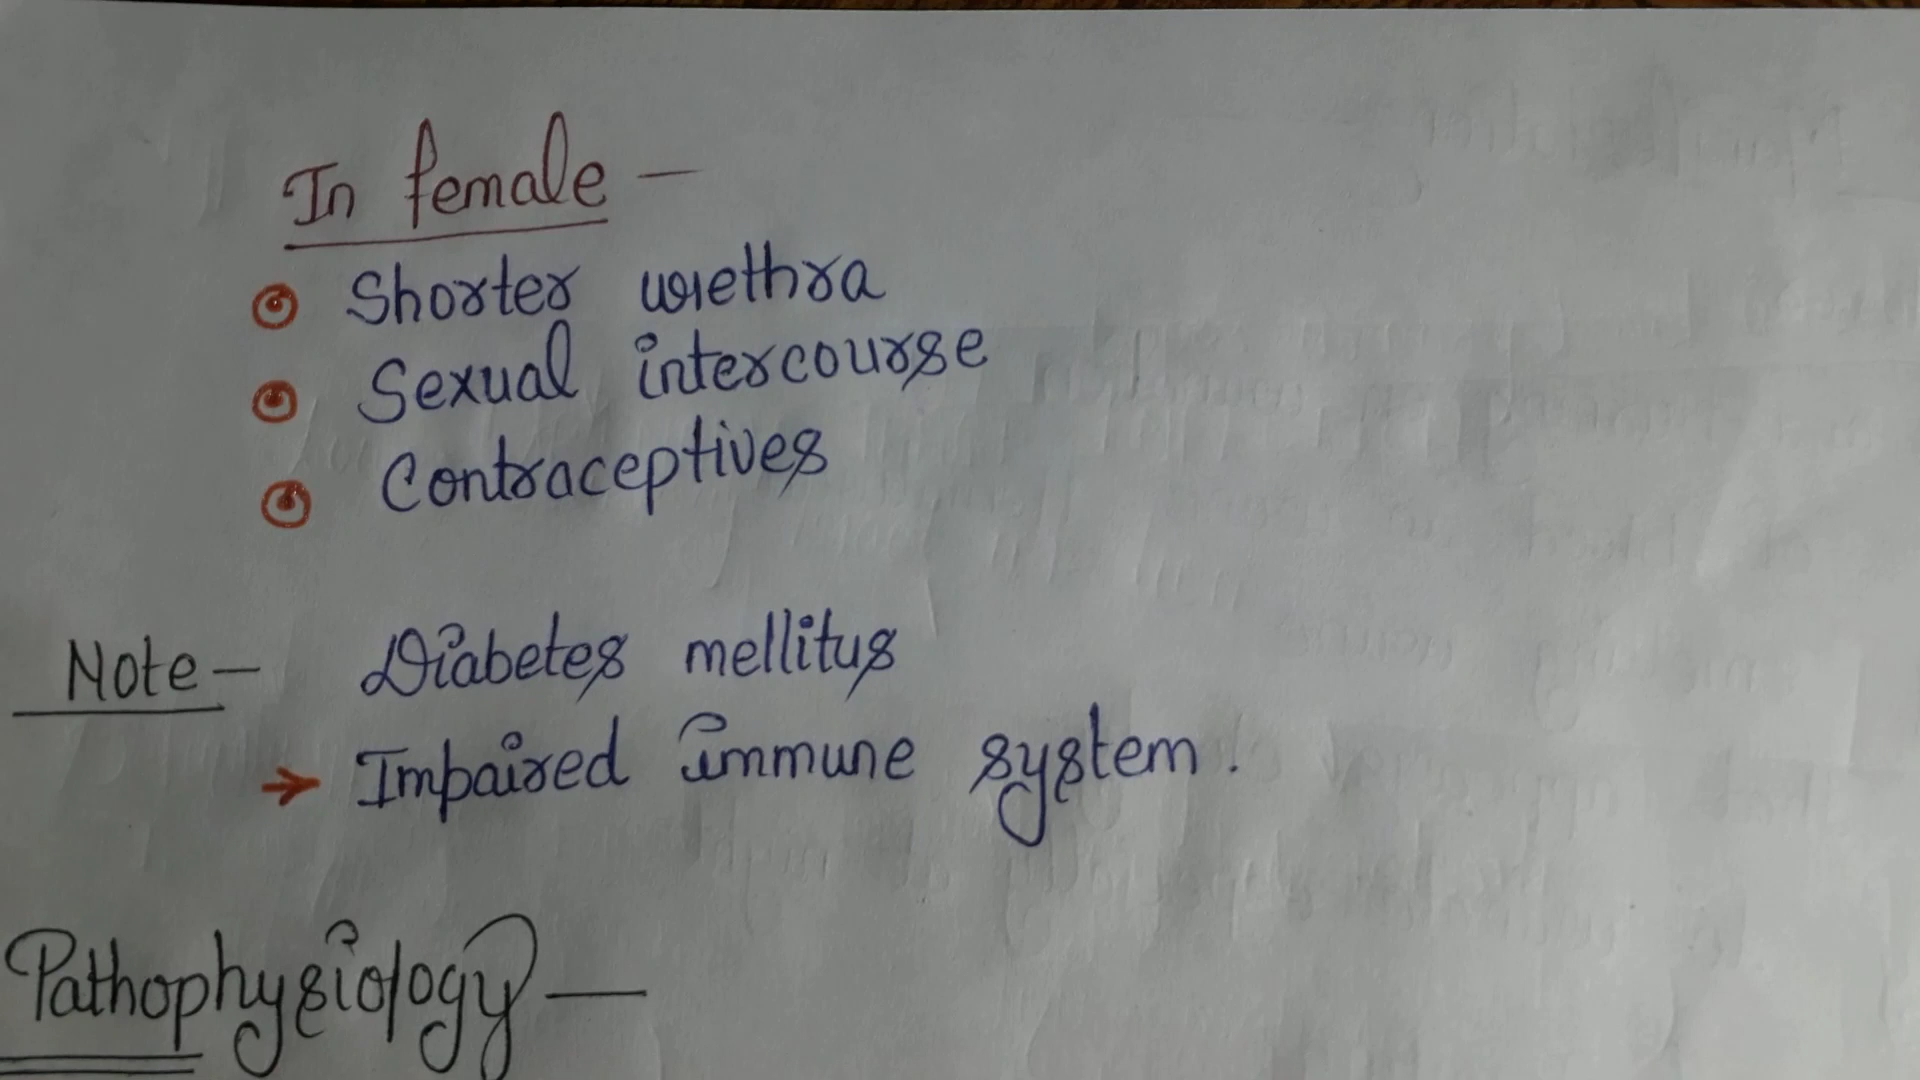 In female -
Shorter urethra
Sexual intercourse
Contraceptives
Note - Diabetes mellitus
→ Impaired immune system.
Pathophysiology -